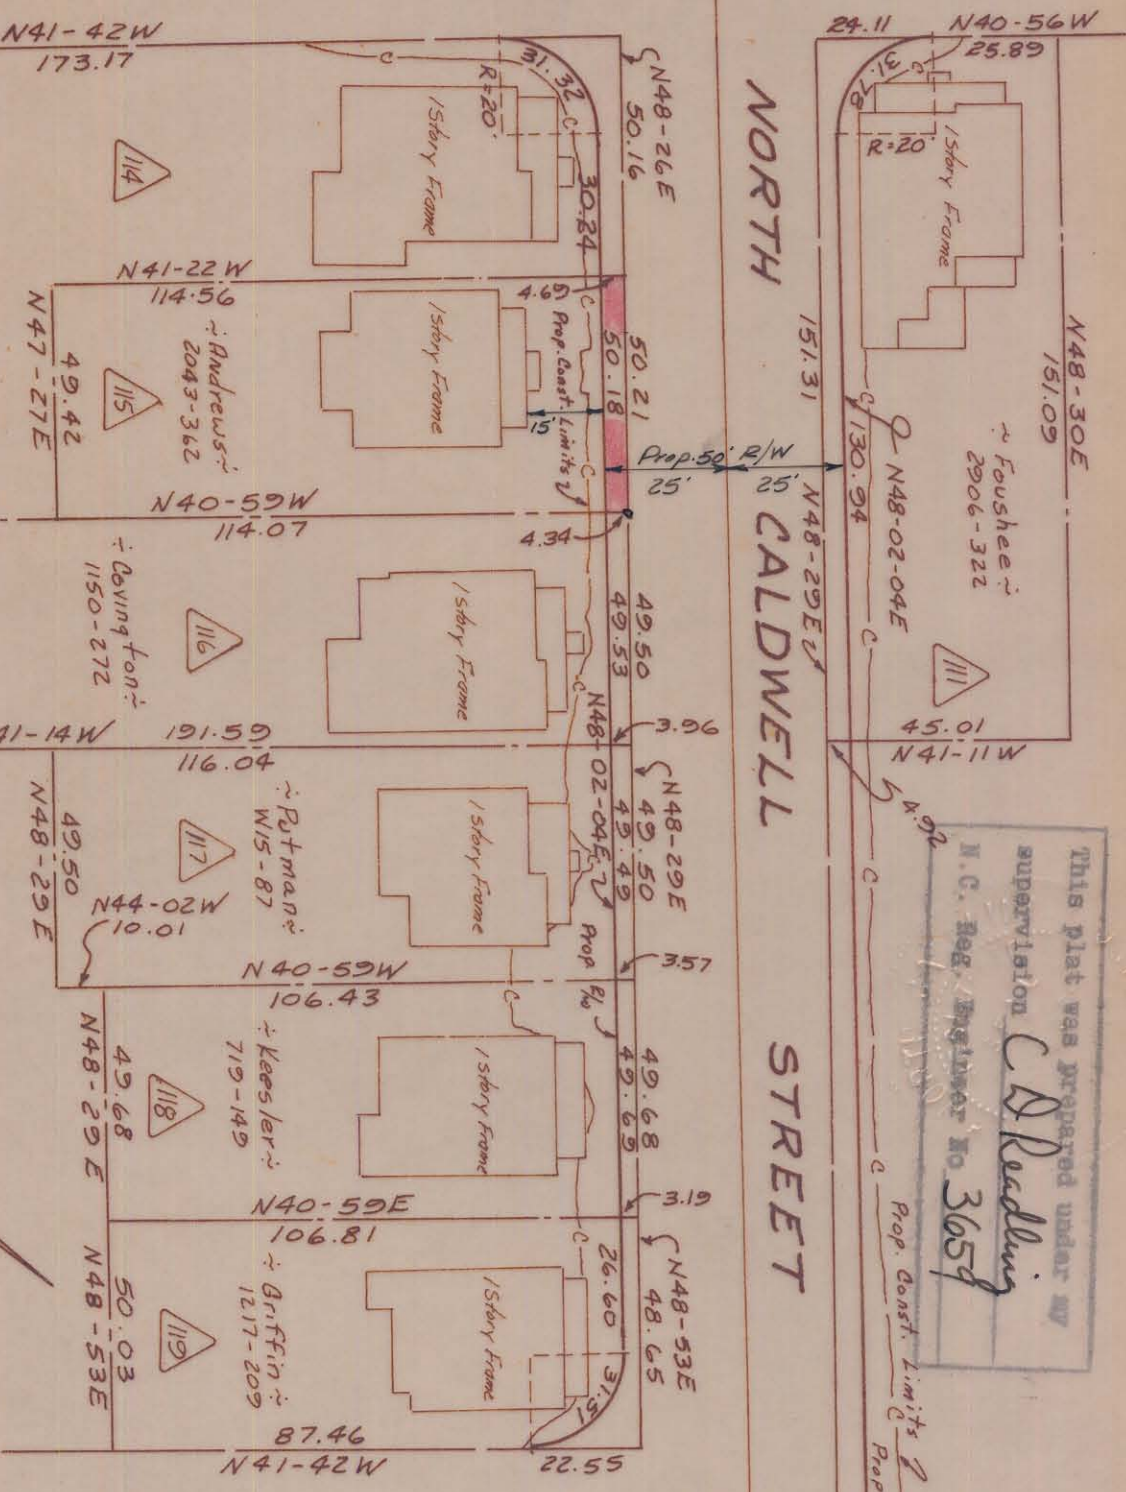 N41-42W
173.17
114
31.32
R=20'
1 Story Frame
30.24
N48-26E
50.16
N41-22W
114.56
4.69
÷ Andrews ÷
2043-362
115
49.42
N47-27E
1 Story Frame
Prop. Const. Limits
15'
50.21
50.18
N40-59W
114.07
4.34
÷ Covington ÷
1150-272
116
1 Story Frame
49.50
49.53
41-14W
191.59
116.04
3.96
÷ Putman ÷
W15-87
117
49.50
N48-29E
N44-02W
10.01
1 Story Frame
N48-02-04E
N48-29E
49.50
49.49
Prop R/W
N40-59W
106.43
3.57
÷ Keesler ÷
719-149
118
49.68
N48-29E
1 Story Frame
49.68
49.69
N40-59E
106.81
3.19
÷ Griffin ÷
1217-209
119
50.03
N48-53E
1 Story Frame
26.60
31.51
N48-53E
48.65
87.46
N41-42W
22.55
NORTH CALDWELL STREET
Prop. 50' R/W
25'
25'
24.11
N40-56W
25.89
31.78
R=20'
1 Story Frame
151.31
N48-29E
130.94
N48-02-04E
N48-30E
151.09
~ Foushee ÷
2906-322
111
45.01
N41-11W
4.92
This plat was prepared under my
supervision C D Readling
N.C. Reg. Engineer No 3659
Prop. Const. Limits
Prop
C